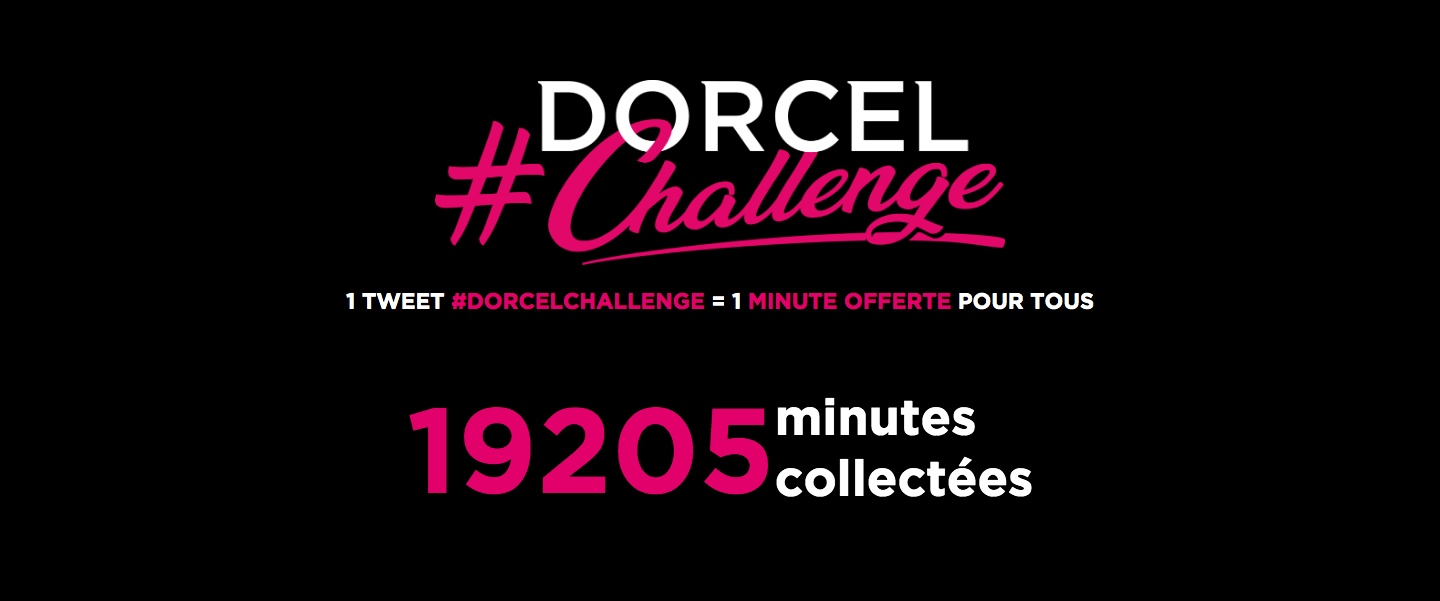 DORCEL
#Challenge
1 TWEET #DORCELCHALLENGE = 1 MINUTE OFFERTE POUR TOUS
19205 minutes
collectées